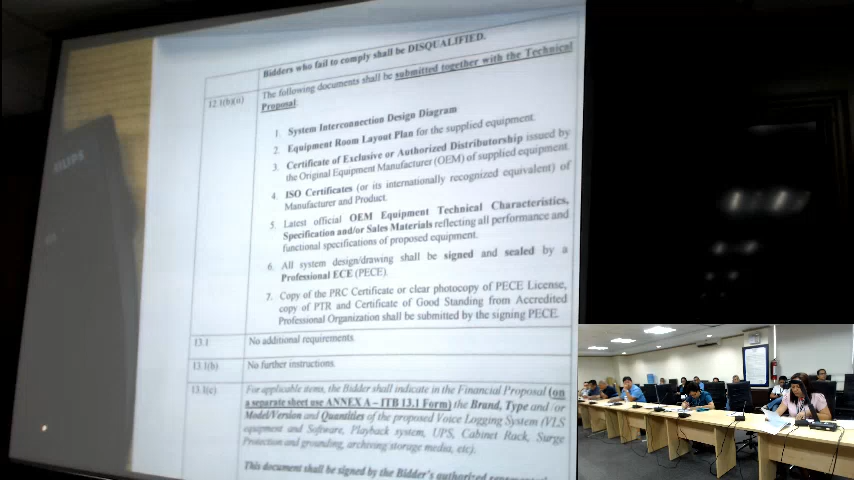 Bidders who fail to comply shall be DISQUALIFIED.
12.1(b)(ii)
The following documents shall be submitted together with the Technical
Proposal:
1. System Interconnection Design Diagram
2. Equipment Room Layout Plan for the supplied equipment.
3. Certificate of Exclusive or Authorized Distributorship issued by
the Original Equipment Manufacturer (OEM) of supplied equipment.
4. ISO Certificates (or its internationally recognized equivalent) of
Manufacturer and Product.
5. Latest official OEM Equipment Technical Characteristics,
Specification and/or Sales Materials reflecting all performance and
functional specifications of proposed equipment.
6. All system design/drawing shall be signed and sealed by a
Professional ECE (PECE).
7. Copy of the PRC Certificate or clear photocopy of PECE License,
copy of PTR and Certificate of Good Standing from Accredited
Professional Organization shall be submitted by the signing PECE.
13.1
No additional requirements.
13.1(b)
No further instructions.
13.1(c)
For applicable items, the Bidder shall indicate in the Financial Proposal (on
a separate sheet use ANNEX A – ITB 13.1 Form) the Brand, Type and/or
Model/Version and Quantities of the proposed Voice Logging System (VLS
equipment and Software, Playback system, UPS, Cabinet Rack, Surge
Protection and grounding, archiving storage media, etc).
This document shall be signed by the Bidder's authorized